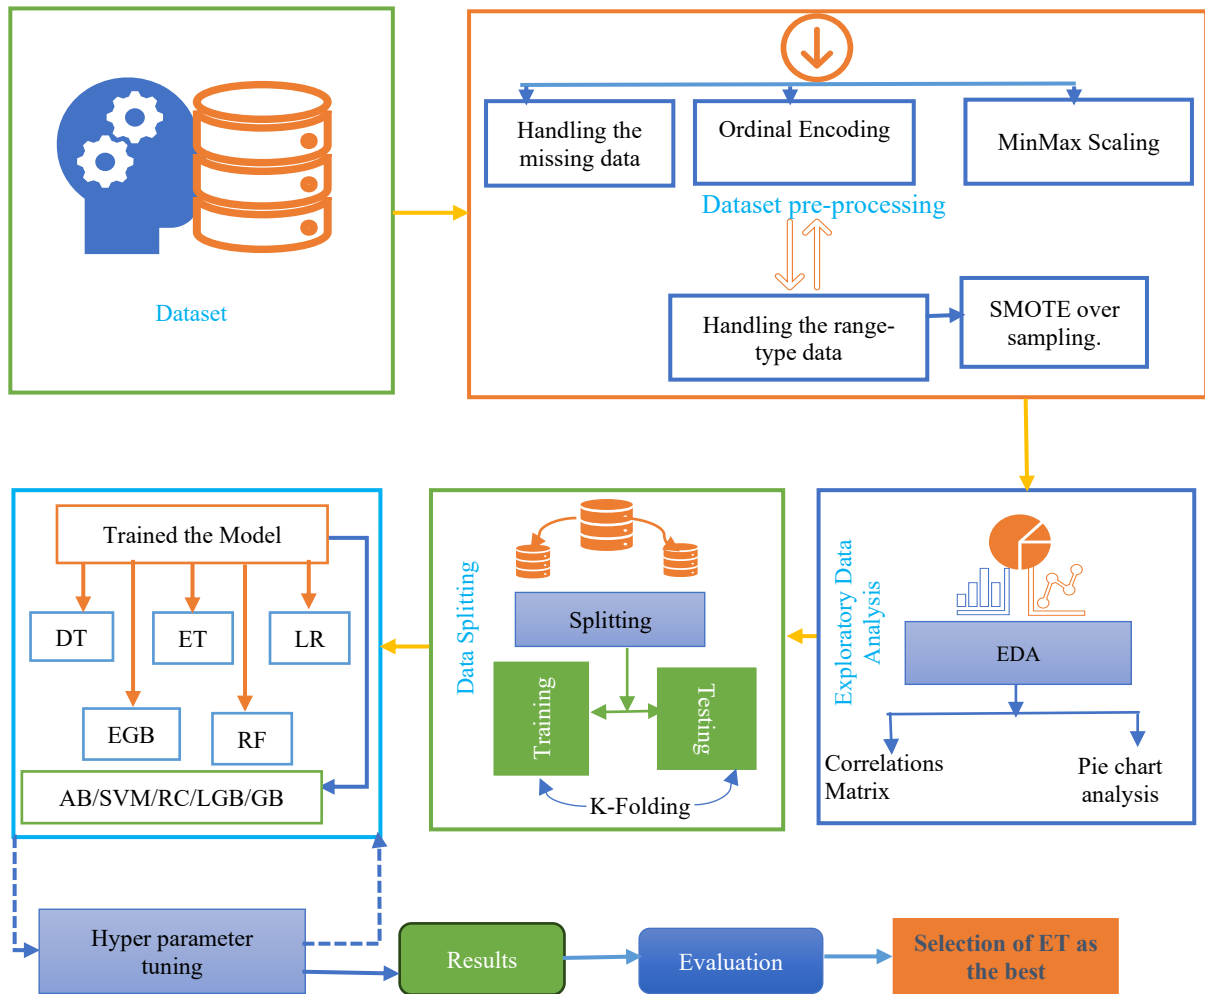 Dataset
Handling the
missing data
Ordinal Encoding
MinMax Scaling
Dataset pre-processing
Handling the range-
type data
SMOTE over
sampling.
Trained the Model
DT
ET
LR
EGB
RF
AB/SVM/RC/LGB/GB
Data Splitting
Splitting
Training
Testing
K-Folding
Exploratory Data
Analysis
EDA
Correlations
Matrix
Pie chart
analysis
Hyper parameter
tuning
Results
Evaluation
Selection of ET as
the best